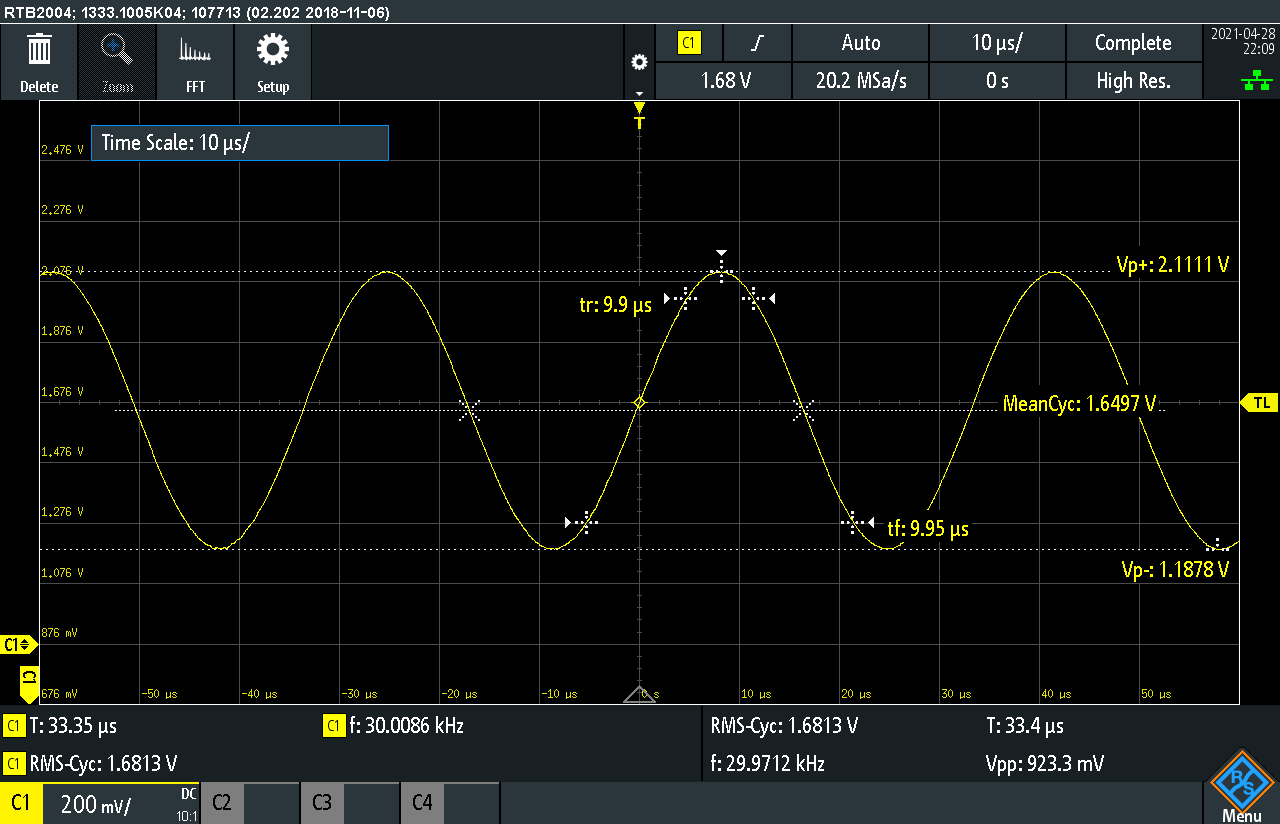 RTB2004; 1333.1005K04; 107713 (02.202 2018-11-06)
Delete
Zoom
FFT
Setup
C1
Auto
10 µs/
Complete
1.68 V
20.2 MSa/s
0 s
High Res.
2021-04-28
22:09
T
Time Scale: 10 µs/
2.476 V
2.276 V
2.076 V
1.876 V
1.676 V
1.476 V
1.276 V
1.076 V
876 mV
676 mV
Vp+: 2.1111 V
tr: 9.9 µs
MeanCyc: 1.6497 V
TL
tf: 9.95 µs
Vp-: 1.1878 V
C1
C1
-50 µs
-40 µs
-30 µs
-20 µs
-10 µs
0 s
10 µs
20 µs
30 µs
40 µs
50 µs
C1 T: 33.35 µs
C1 f: 30.0086 kHz
RMS-Cyc: 1.6813 V
T: 33.4 µs
C1 RMS-Cyc: 1.6813 V
f: 29.9712 kHz
Vpp: 923.3 mV
C1
200 mV/
DC
10:1
C2
C3
C4
R S
Menu